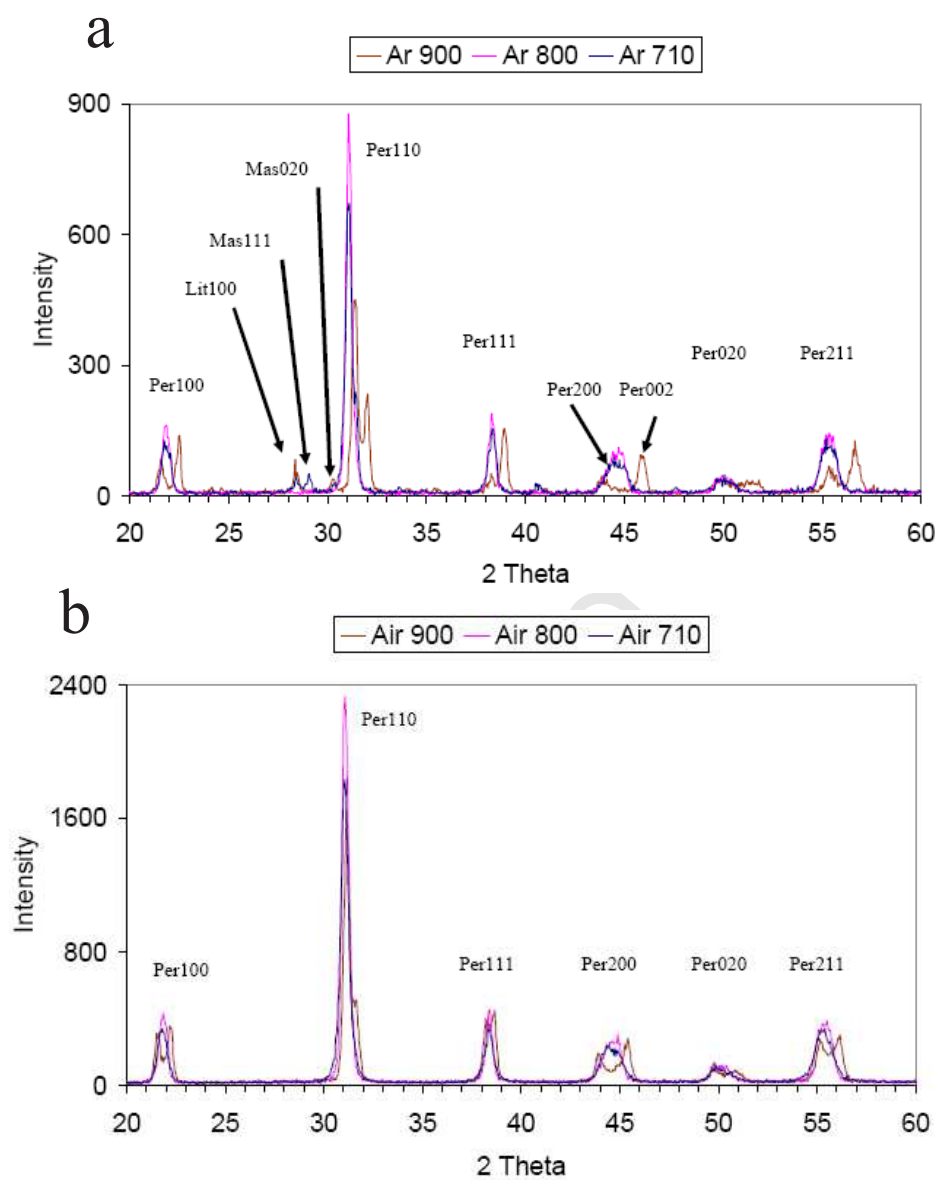 a
Ar 900 Ar 800 Ar 710
900
600
300
0
Intensity
Per110
Mas020
Mas111
Lit100
Per100
Per111
Per200
Per002
Per020
Per211
20 25 30 35 40 45 50 55 60
2 Theta
b
Air 900 Air 800 Air 710
2400
1600
800
0
Intensity
Per110
Per100
Per111
Per200
Per020
Per211
20 25 30 35 40 45 50 55 60
2 Theta